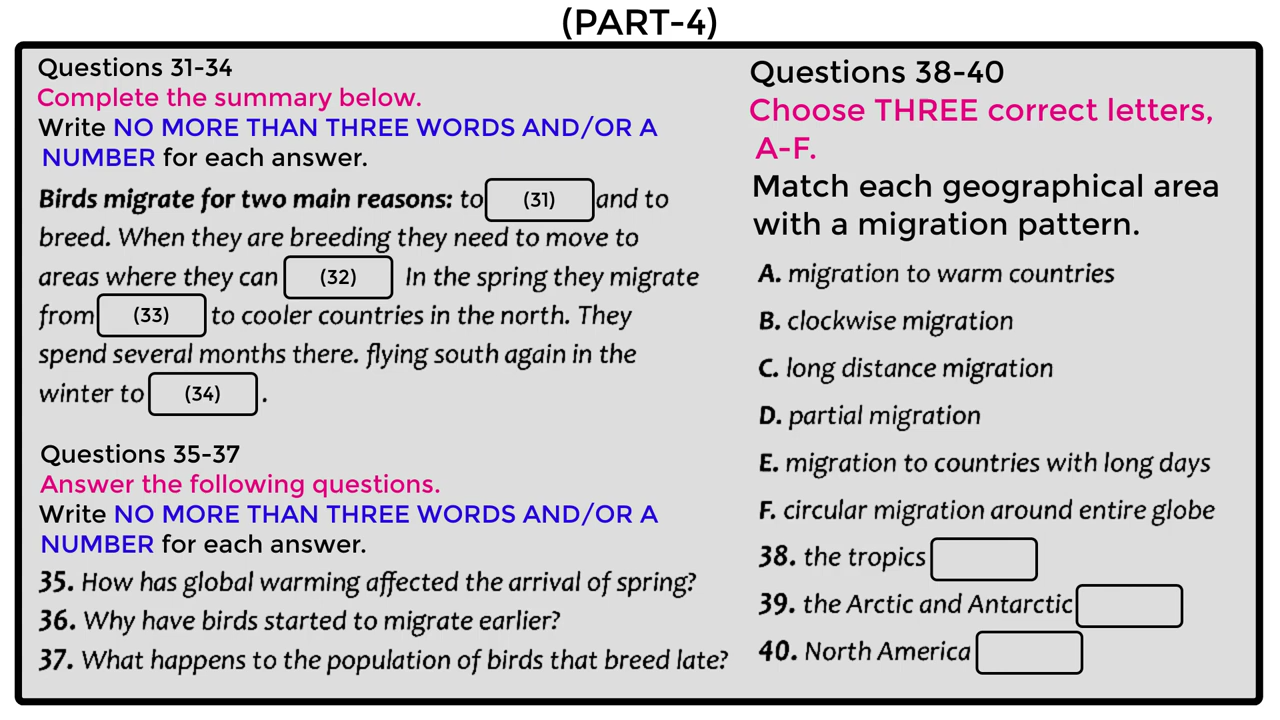 (PART-4)
Questions 31-34
Complete the summary below.
Write NO MORE THAN THREE WORDS AND/OR A
NUMBER for each answer.
Birds migrate for two main reasons: to (31) and to
breed. When they are breeding they need to move to
areas where they can (32) In the spring they migrate
from (33) to cooler countries in the north. They
spend several months there. flying south again in the
winter to (34) .
Questions 35-37
Answer the following questions.
Write NO MORE THAN THREE WORDS AND/OR A
NUMBER for each answer.
35. How has global warming affected the arrival of spring?
36. Why have birds started to migrate earlier?
37. What happens to the population of birds that breed late?
Questions 38-40
Choose THREE correct letters,
A-F.
Match each geographical area
with a migration pattern.
A. migration to warm countries
B. clockwise migration
C. long distance migration
D. partial migration
E. migration to countries with long days
F. circular migration around entire globe
38. the tropics
39. the Arctic and Antarctic
40. North America